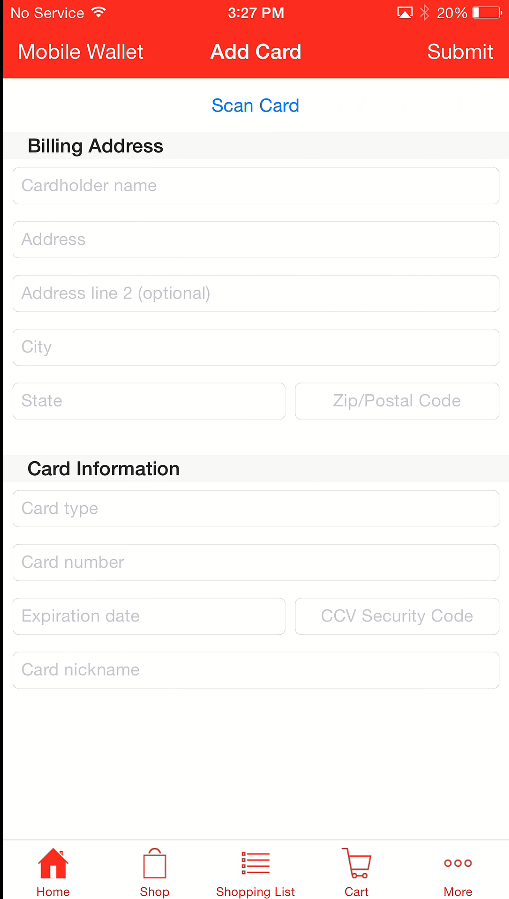 No Service 3:27 PM 20%
Mobile Wallet Add Card Submit
Scan Card
Billing Address
Cardholder name
Address
Address line 2 (optional)
City
State Zip/Postal Code
Card Information
Card type
Card number
Expiration date CCV Security Code
Card nickname
Home Shop Shopping List Cart More